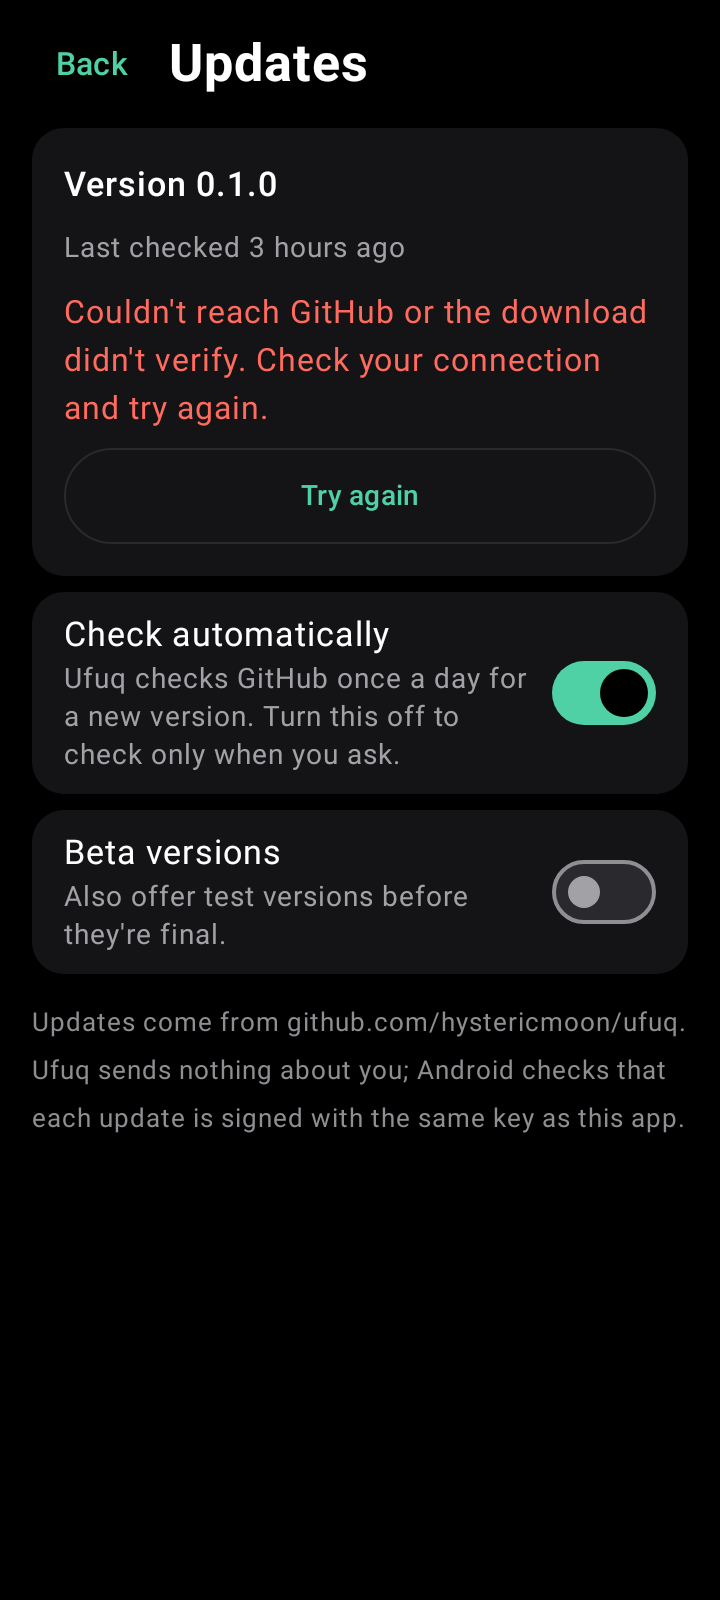 Back
Updates
Version 0.1.0
Last checked 3 hours ago
Couldn't reach GitHub or the download
didn't verify. Check your connection
and try again.
Try again
Check automatically
Ufuq checks GitHub once a day for
a new version. Turn this off to
check only when you ask.
Beta versions
Also offer test versions before
they're final.
Updates come from github.com/hystericmoon/ufuq.
Ufuq sends nothing about you; Android checks that
each update is signed with the same key as this app.